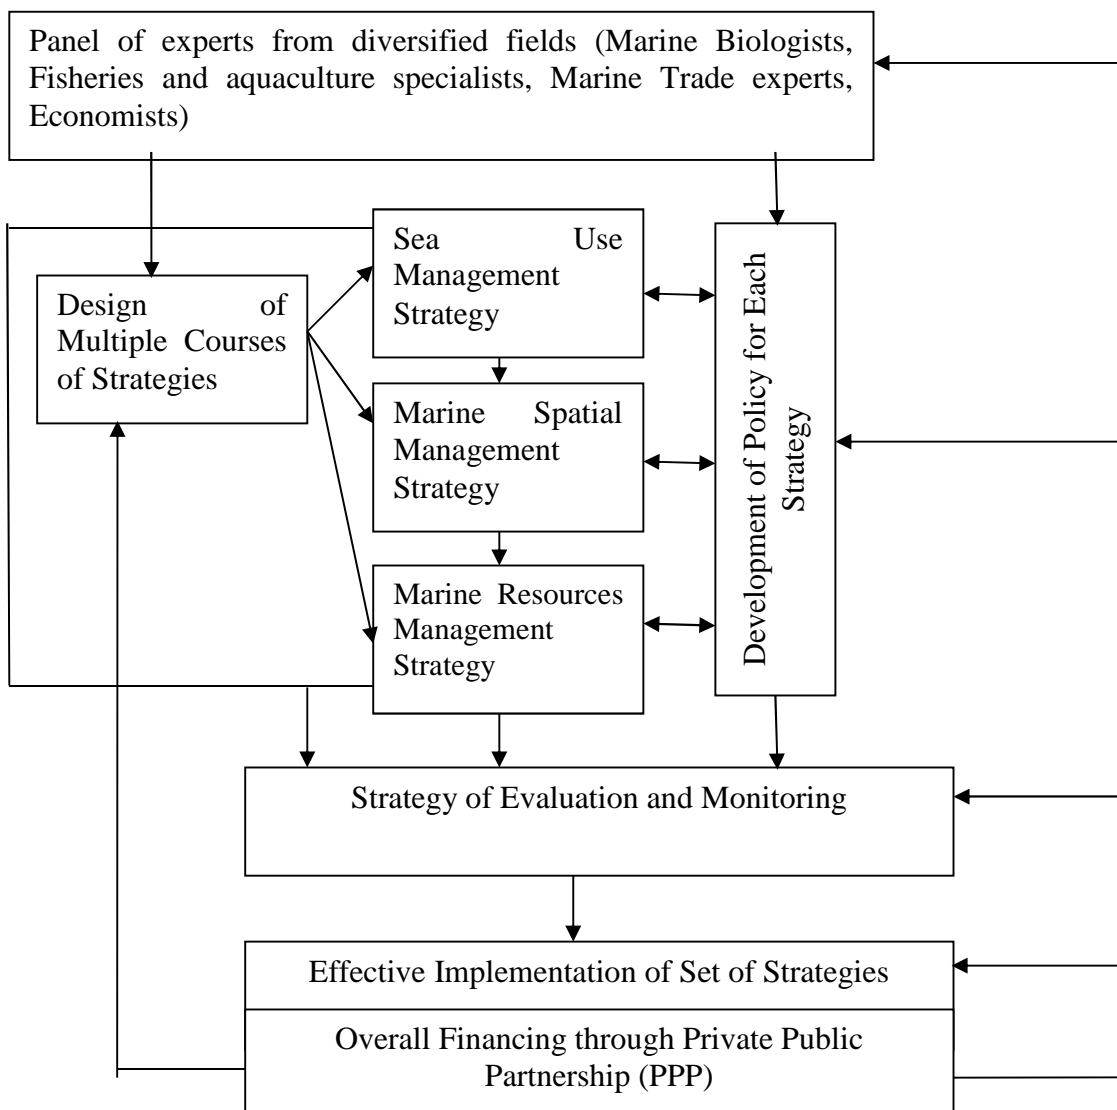 Panel of experts from diversified fields (Marine Biologists,
Fisheries and aquaculture specialists, Marine Trade experts,
Economists)
Sea Use
Management
Strategy
Design of
Multiple Courses
of Strategies
Marine Spatial
Management
Strategy
Marine Resources
Management
Strategy
Development of Policy for Each
Strategy
Strategy of Evaluation and Monitoring
Effective Implementation of Set of Strategies
Overall Financing through Private Public
Partnership (PPP)